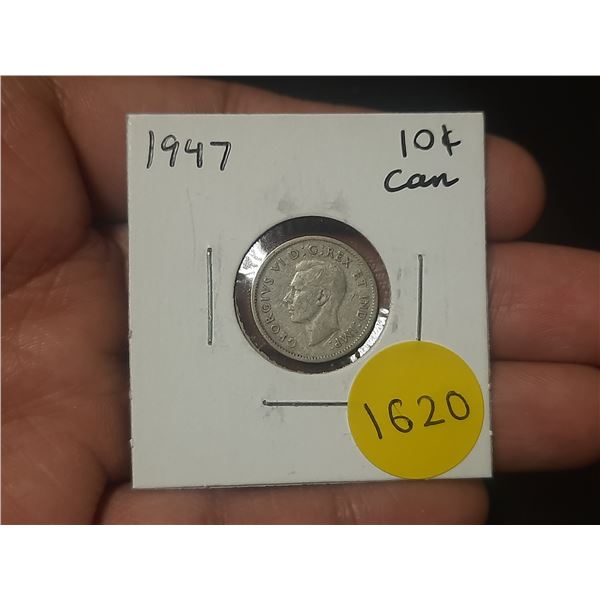 1947
10¢
Can
GEORGIVS VI D:G:REX ET IND:IMP:
1620